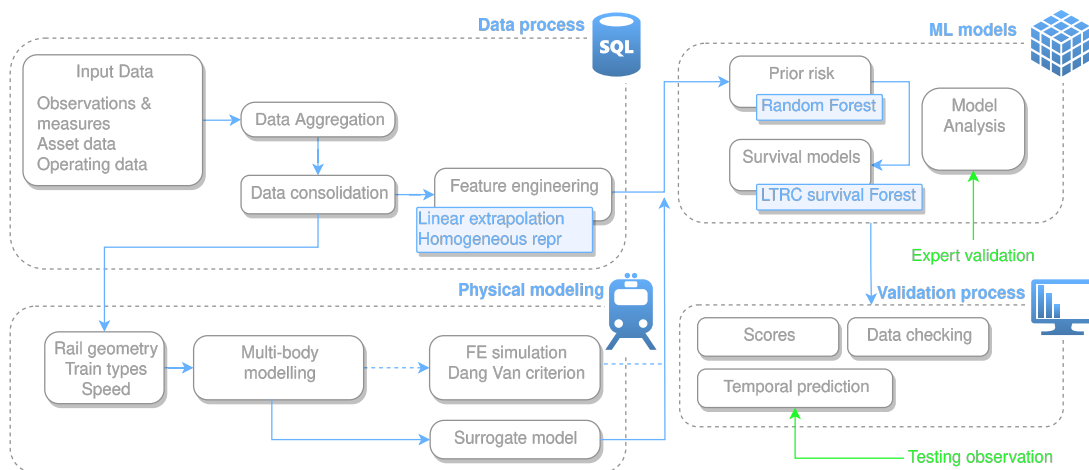 Data process
SQL
Input Data
Observations &
measures
Asset data
Operating data
Data Aggregation
Data consolidation
Feature engineering
Linear extrapolation
Homogeneous repr
ML models
Prior risk
Random Forest
Survival models
LTRC survival Forest
Model
Analysis
Expert validation
Physical modeling
Rail geometry
Train types
Speed
Multi-body
modelling
FE simulation
Dang Van criterion
Surrogate model
Validation process
Scores
Data checking
Temporal prediction
Testing observation